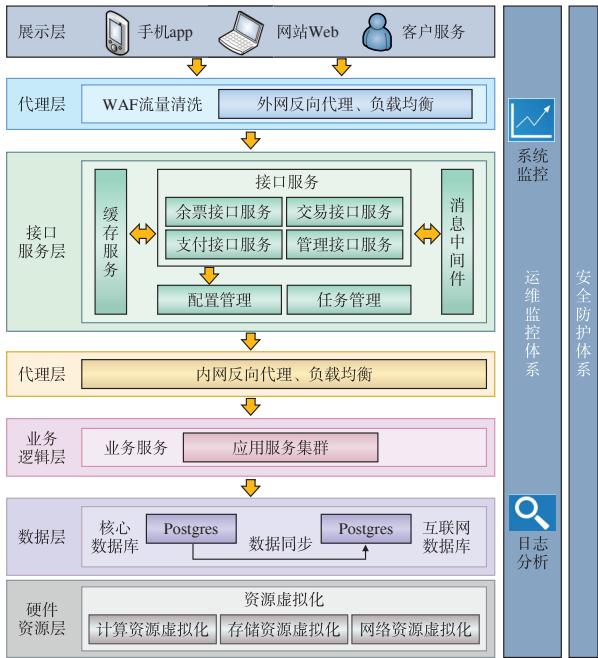 展示层
手机app
网站Web
客户服务
代理层
WAF流量清洗
外网反向代理、负载均衡
接口
服务层
缓存服务
接口服务
余票接口服务
交易接口服务
支付接口服务
管理接口服务
消息中间件
配置管理
任务管理
代理层
内网反向代理、负载均衡
业务
逻辑层
业务服务
应用服务集群
数据层
核心
数据库
Postgres
数据同步
Postgres
互联网
数据库
硬件
资源层
资源虚拟化
计算资源虚拟化
存储资源虚拟化
网络资源虚拟化
系统
监控
运维监控体系
日志
分析
安全防护体系